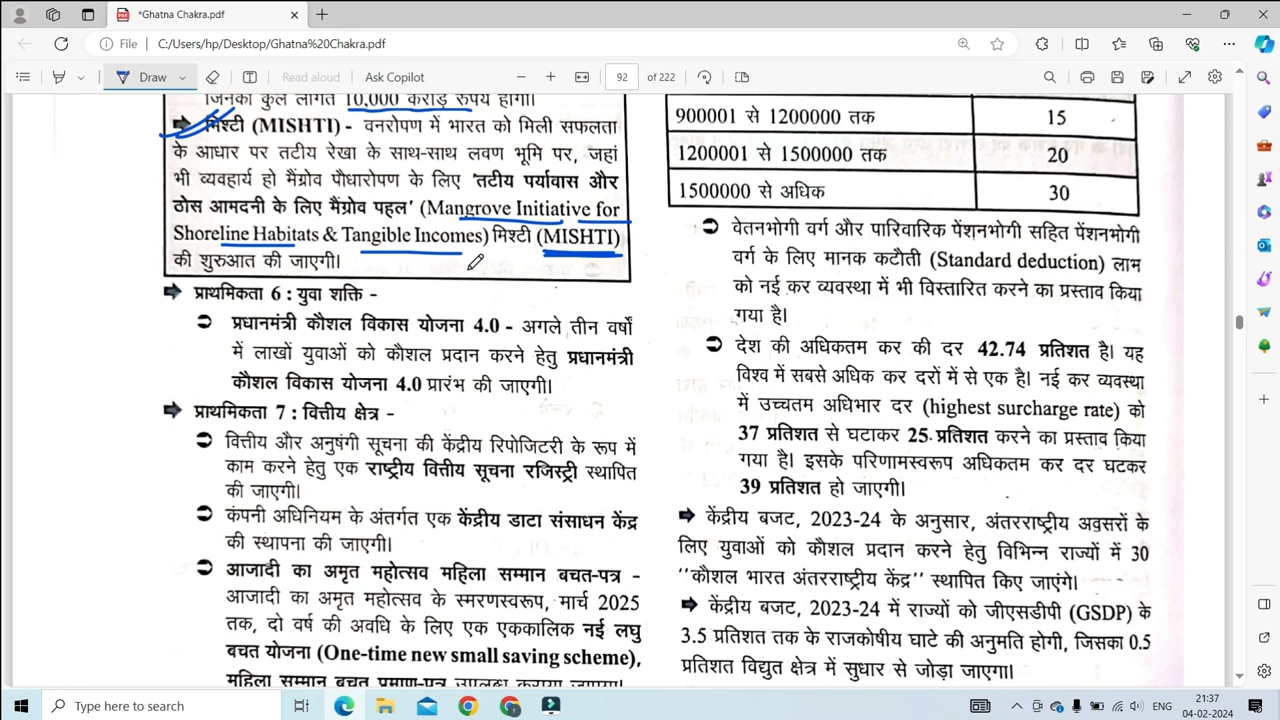 *Ghatna Chakra.pdf
File
C:/Users/hp/Desktop/Ghatna%20Chakra.pdf
Draw
Read aloud
Ask Copilot
92
of 222
जिनकी कुल लागत 10,000 करोड़ रुपये होगी।
मिश्टी (MISHTI) - वनरोपण में भारत को मिली सफलता
के आधार पर तटीय रेखा के साथ-साथ लवण भूमि पर, जहां
भी व्यवहार्य हो मैंग्रोव पौधारोपण के लिए 'तटीय पर्यावास और
ठोस आमदनी के लिए मैंग्रोव पहल' (Mangrove Initiative for
Shoreline Habitats & Tangible Incomes) मिश्टी (MISHTI)
की शुरुआत की जाएगी।
प्राथमिकता 6 : युवा शक्ति -
प्रधानमंत्री कौशल विकास योजना 4.0 - अगले तीन वर्षों
में लाखों युवाओं को कौशल प्रदान करने हेतु प्रधानमंत्री
कौशल विकास योजना 4.0 प्रारंभ की जाएगी।
प्राथमिकता 7 : वित्तीय क्षेत्र -
वित्तीय और अनुषंगी सूचना की केंद्रीय रिपोजिटरी के रूप में
काम करने हेतु एक राष्ट्रीय वित्तीय सूचना रजिस्ट्री स्थापित
की जाएगी।
कंपनी अधिनियम के अंतर्गत एक केंद्रीय डाटा संसाधन केंद्र
की स्थापना की जाएगी।
आजादी का अमृत महोत्सव महिला सम्मान बचत-पत्र -
आजादी का अमृत महोत्सव के स्मरणस्वरूप, मार्च 2025
तक, दो वर्ष की अवधि के लिए एक एककालिक नई लघु
बचत योजना (One-time new small saving scheme),
महिला सम्मान बचत प्रमाण-पत्र उपलब्ध कराया जाएगा।
900001 से 1200000 तक 15
1200001 से 1500000 तक 20
1500000 से अधिक 30
वेतनभोगी वर्ग और पारिवारिक पेंशनभोगी सहित पेंशनभोगी
वर्ग के लिए मानक कटौती (Standard deduction) लाभ
को नई कर व्यवस्था में भी विस्तारित करने का प्रस्ताव किया
गया है।
देश की अधिकतम कर की दर 42.74 प्रतिशत है। यह
विश्व में सबसे अधिक कर दरों में से एक है। नई कर व्यवस्था
में उच्चतम अधिभार दर (highest surcharge rate) को
37 प्रतिशत से घटाकर 25 प्रतिशत करने का प्रस्ताव किया
गया है। इसके परिणामस्वरूप अधिकतम कर दर घटकर
39 प्रतिशत हो जाएगी।
केंद्रीय बजट, 2023-24 के अनुसार, अंतरराष्ट्रीय अवसरों के
लिए युवाओं को कौशल प्रदान करने हेतु विभिन्न राज्यों में 30
''कौशल भारत अंतरराष्ट्रीय केंद्र'' स्थापित किए जाएंगे।
केंद्रीय बजट, 2023-24 में राज्यों को जीएसडीपी (GSDP) के
3.5 प्रतिशत तक के राजकोषीय घाटे की अनुमति होगी, जिसका 0.5
प्रतिशत विद्युत क्षेत्र में सुधार से जोड़ा जाएगा।
Type here to search
ENG
21:37
04-02-2024